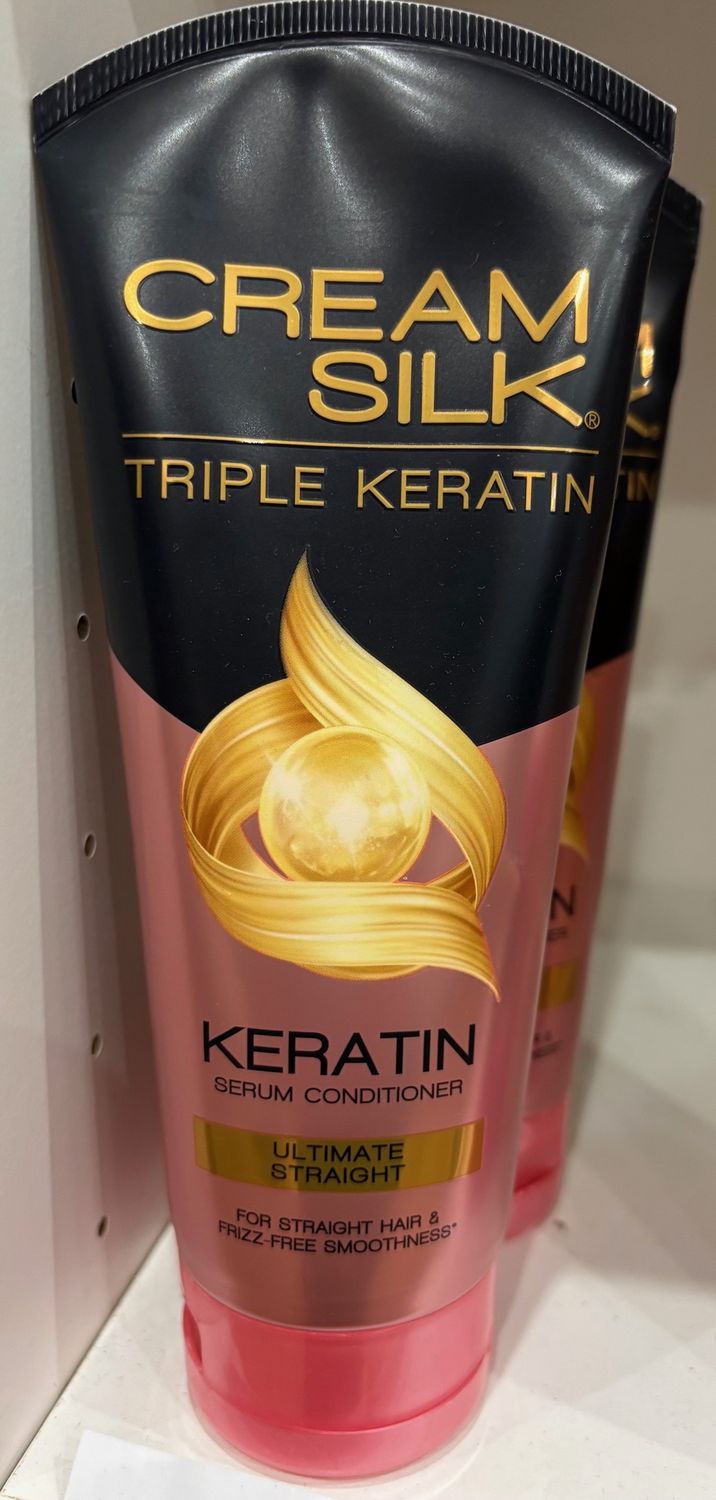 CREAM
SILK®
TRIPLE KERATIN
KERATIN
SERUM CONDITIONER
ULTIMATE
STRAIGHT
FOR STRAIGHT HAIR &
FRIZZ-FREE SMOOTHNESS*